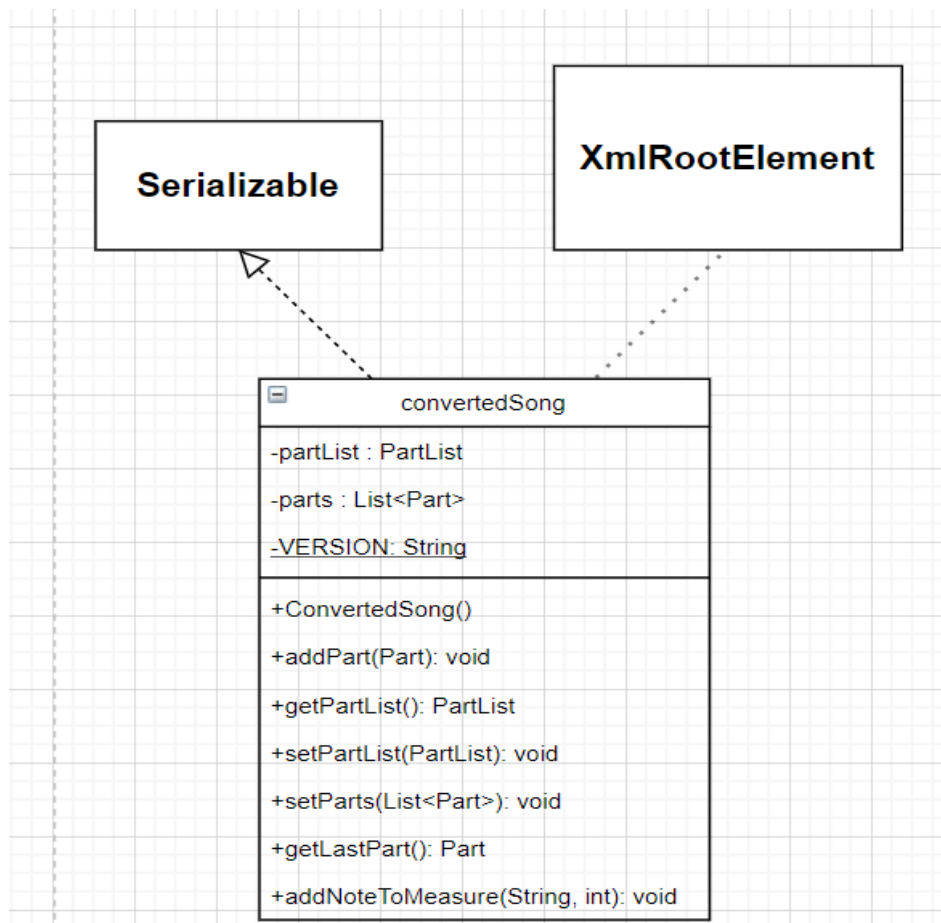 Serializable
XmlRootElement
convertedSong
-partList : PartList
-parts : List<Part>
-VERSION: String
+ConvertedSong()
+addPart(Part): void
+getPartList(): PartList
+setPartList(PartList): void
+setParts(List<Part>): void
+getLastPart(): Part
+addNoteToMeasure(String, int): void